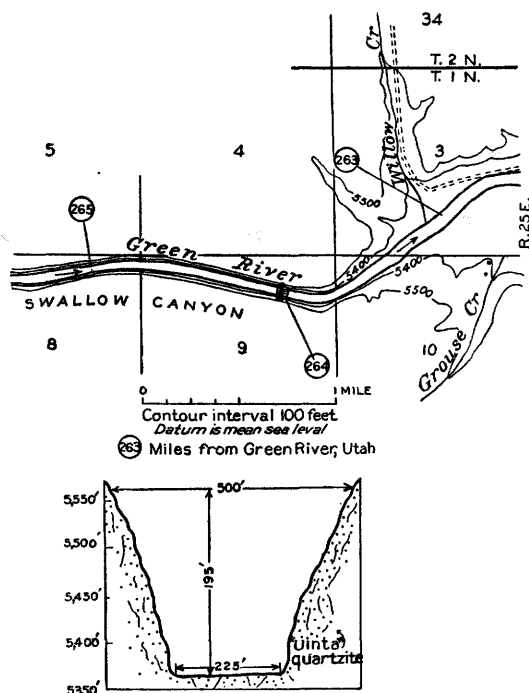 34
T. 2 N.
T. 1 N.
Willow Cr
5
4
3
263
5500
265
R. 25 E.
Green River
5400
5400
5500
SWALLOW CANYON
8
9
264
10
Grouse Cr
0
1 MILE
Contour interval 100 feet
Datum is mean sea level
263 Miles from Green River, Utah
500'
5,550'
5,500'
195'
5,450'
5,400'
Uinta
quartzite
225'
5350'